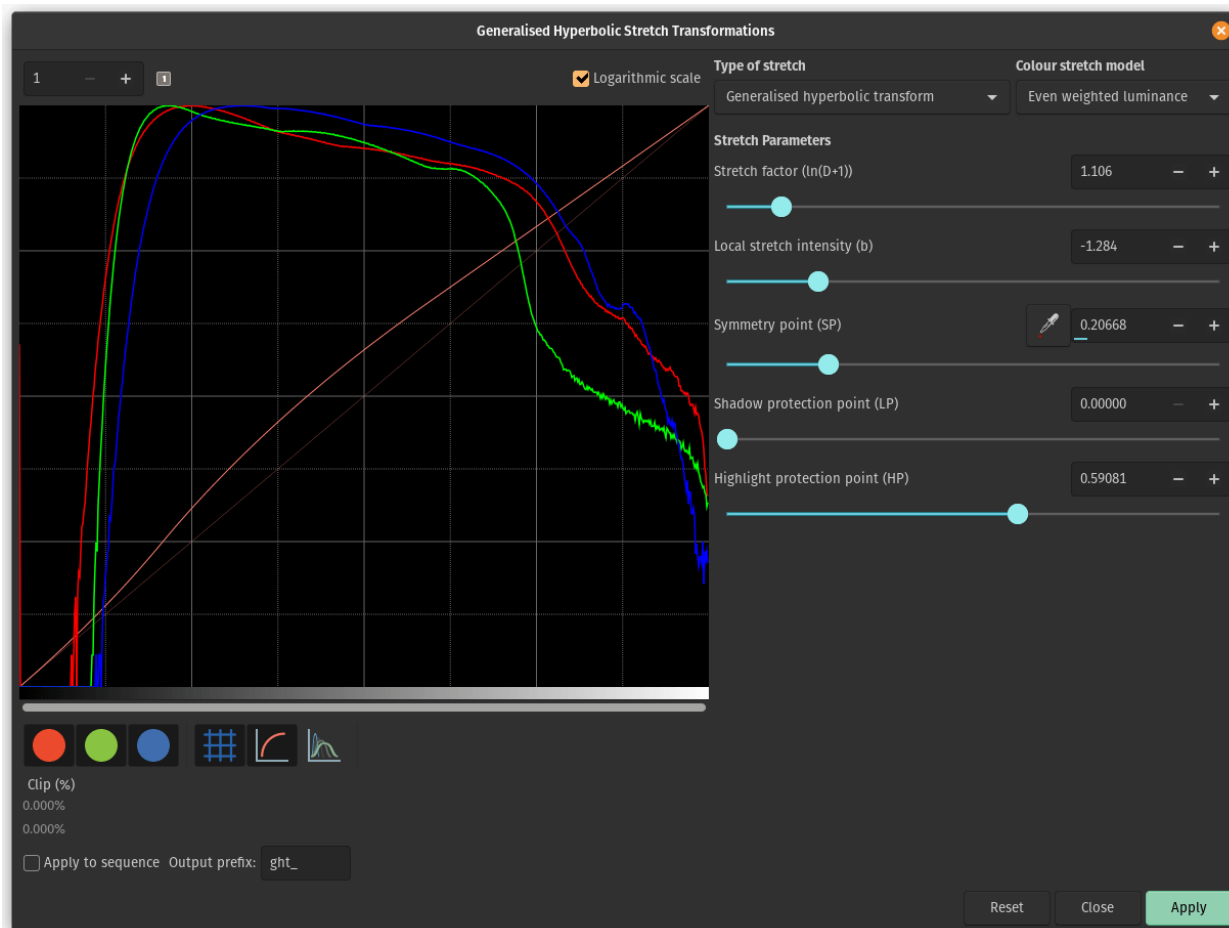 Generalised Hyperbolic Stretch Transformations
1 − + 1
Logarithmic scale
Type of stretch
Colour stretch model
Generalised hyperbolic transform
Even weighted luminance
Stretch Parameters
Stretch factor (ln(D+1))
1.106 − +
Local stretch intensity (b)
-1.284 − +
Symmetry point (SP)
0.20668 − +
Shadow protection point (LP)
0.00000 − +
Highlight protection point (HP)
0.59081 − +
Clip (%)
0.000%
0.000%
Apply to sequence Output prefix: ght_
Reset Close Apply